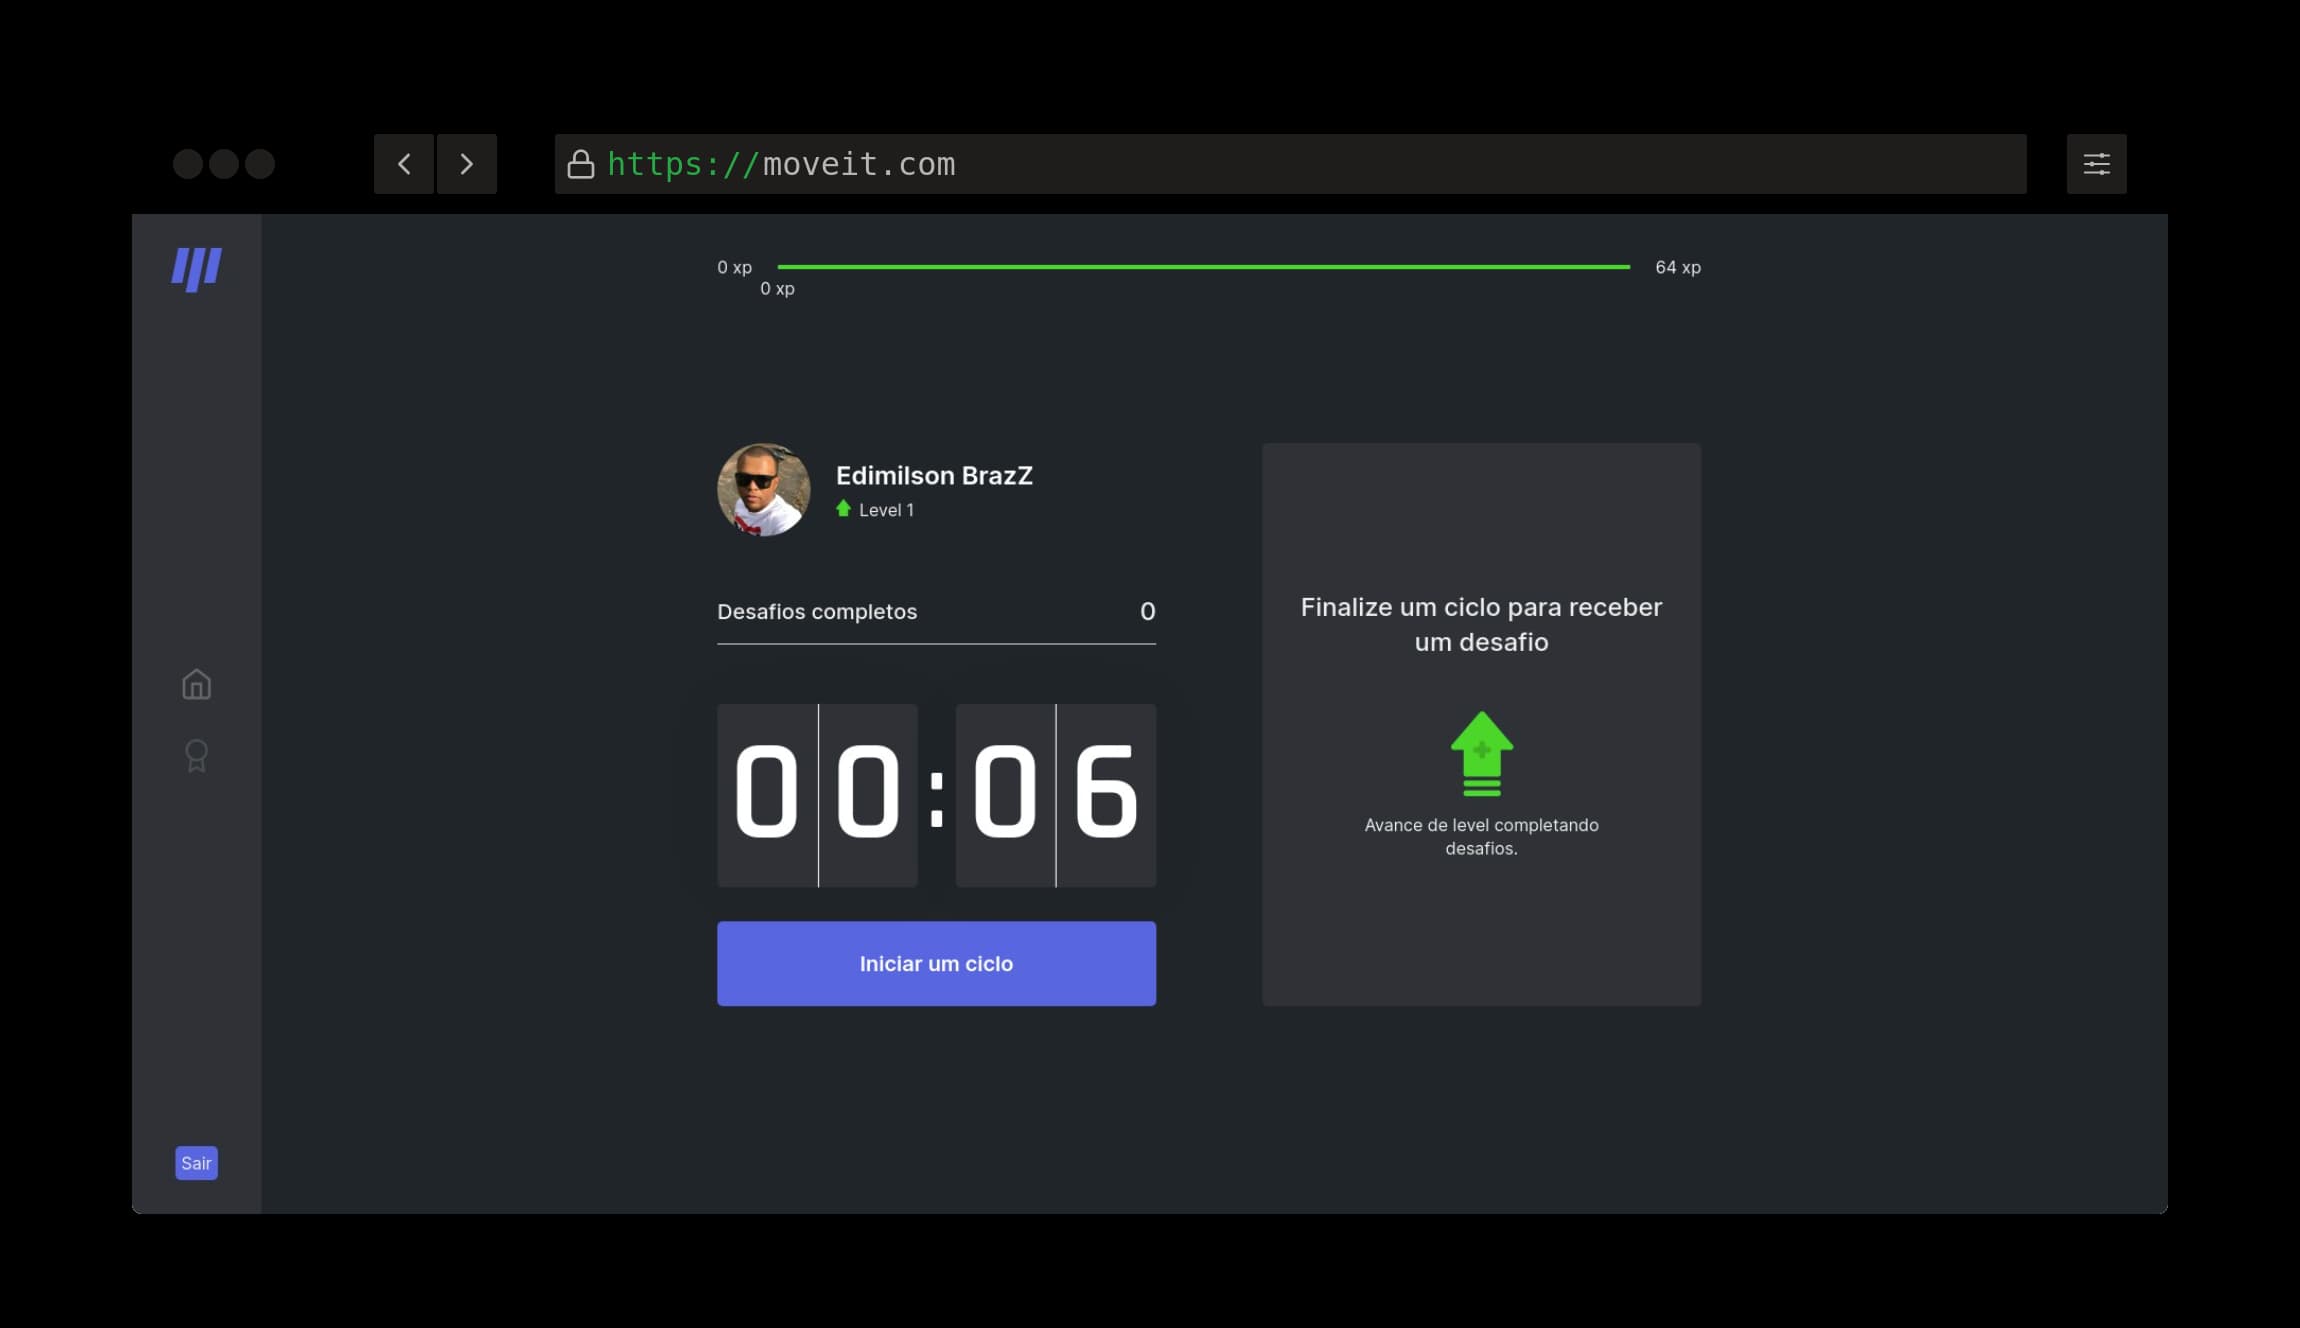 https://moveit.com
0 xp
64 xp
0 xp
Edimilson BrazZ
Level 1
Desafios completos
0
00:06
Iniciar um ciclo
Finalize um ciclo para receber
um desafio
Avance de level completando
desafios.
Sair